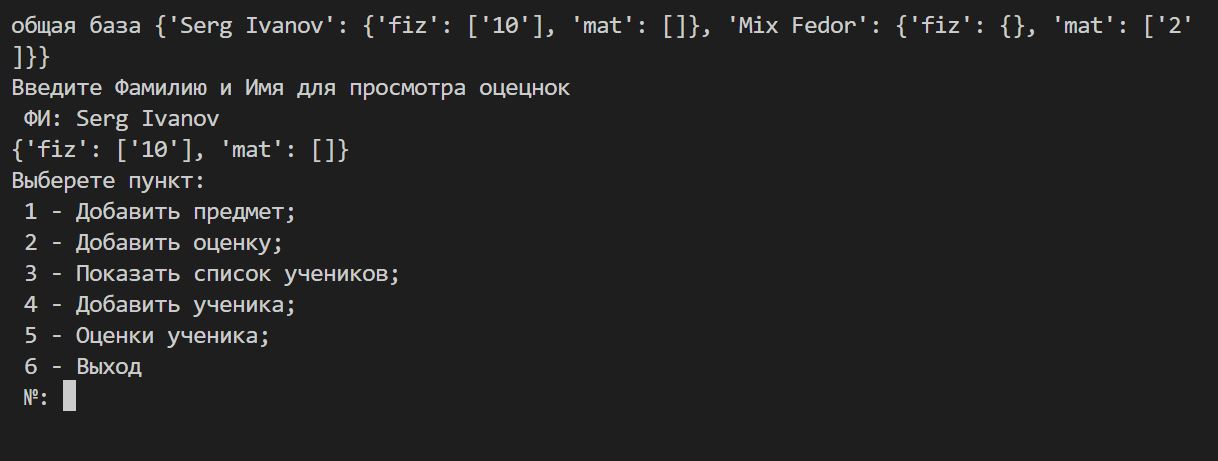 общая база {'Serg Ivanov': {'fiz': ['10'], 'mat': []}, 'Mix Fedor': {'fiz': {}, 'mat': ['2'
]}}
Введите Фамилию и Имя для просмотра оцецнок
ФИ: Serg Ivanov
{'fiz': ['10'], 'mat': []}
Выберете пункт:
1 - Добавить предмет;
2 - Добавить оценку;
3 - Показать список учеников;
4 - Добавить ученика;
5 - Оценки ученика;
6 - Выход
№: